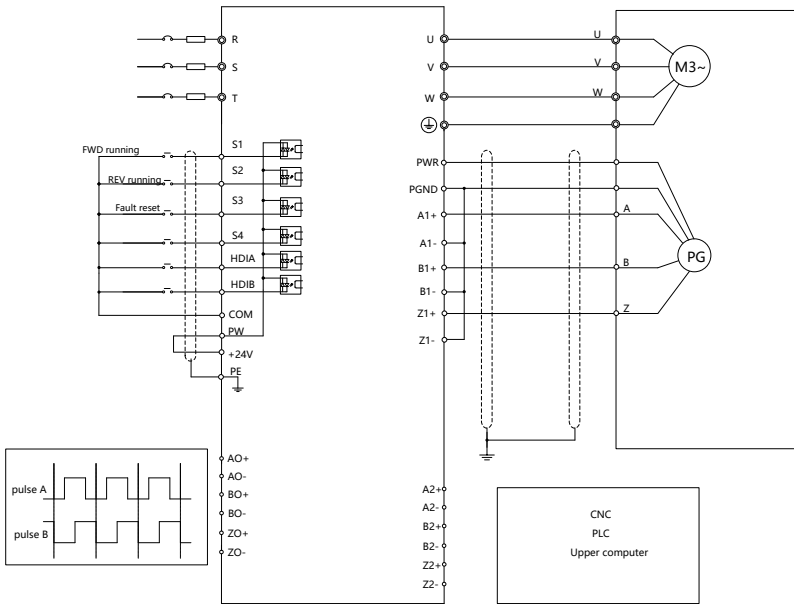 R
S
T
FWD running
REV running
Fault reset
S1
S2
S3
S4
HDIA
HDIB
COM
PW
+24V
PE
AO+
AO-
BO+
BO-
ZO+
ZO-
pulse A
pulse B
U
V
W
PWR
PGND
A1+
A1-
B1+
B1-
Z1+
Z1-
A2+
A2-
B2+
B2-
Z2+
Z2-
U
V
W
M3~
A
B
Z
PG
CNC
PLC
Upper computer